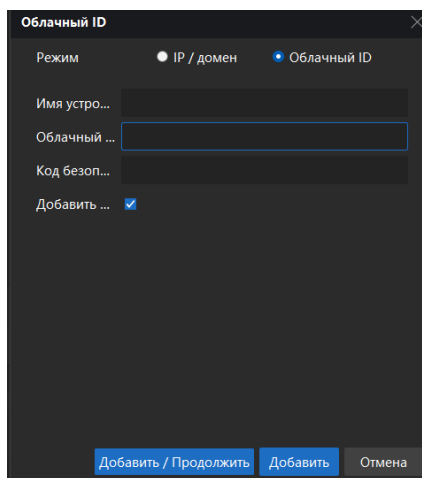 Облачный ID
Режим IP / домен Облачный ID
Имя устро...
Облачный ...
Код безоп...
Добавить ...
Добавить / Продолжить Добавить Отмена